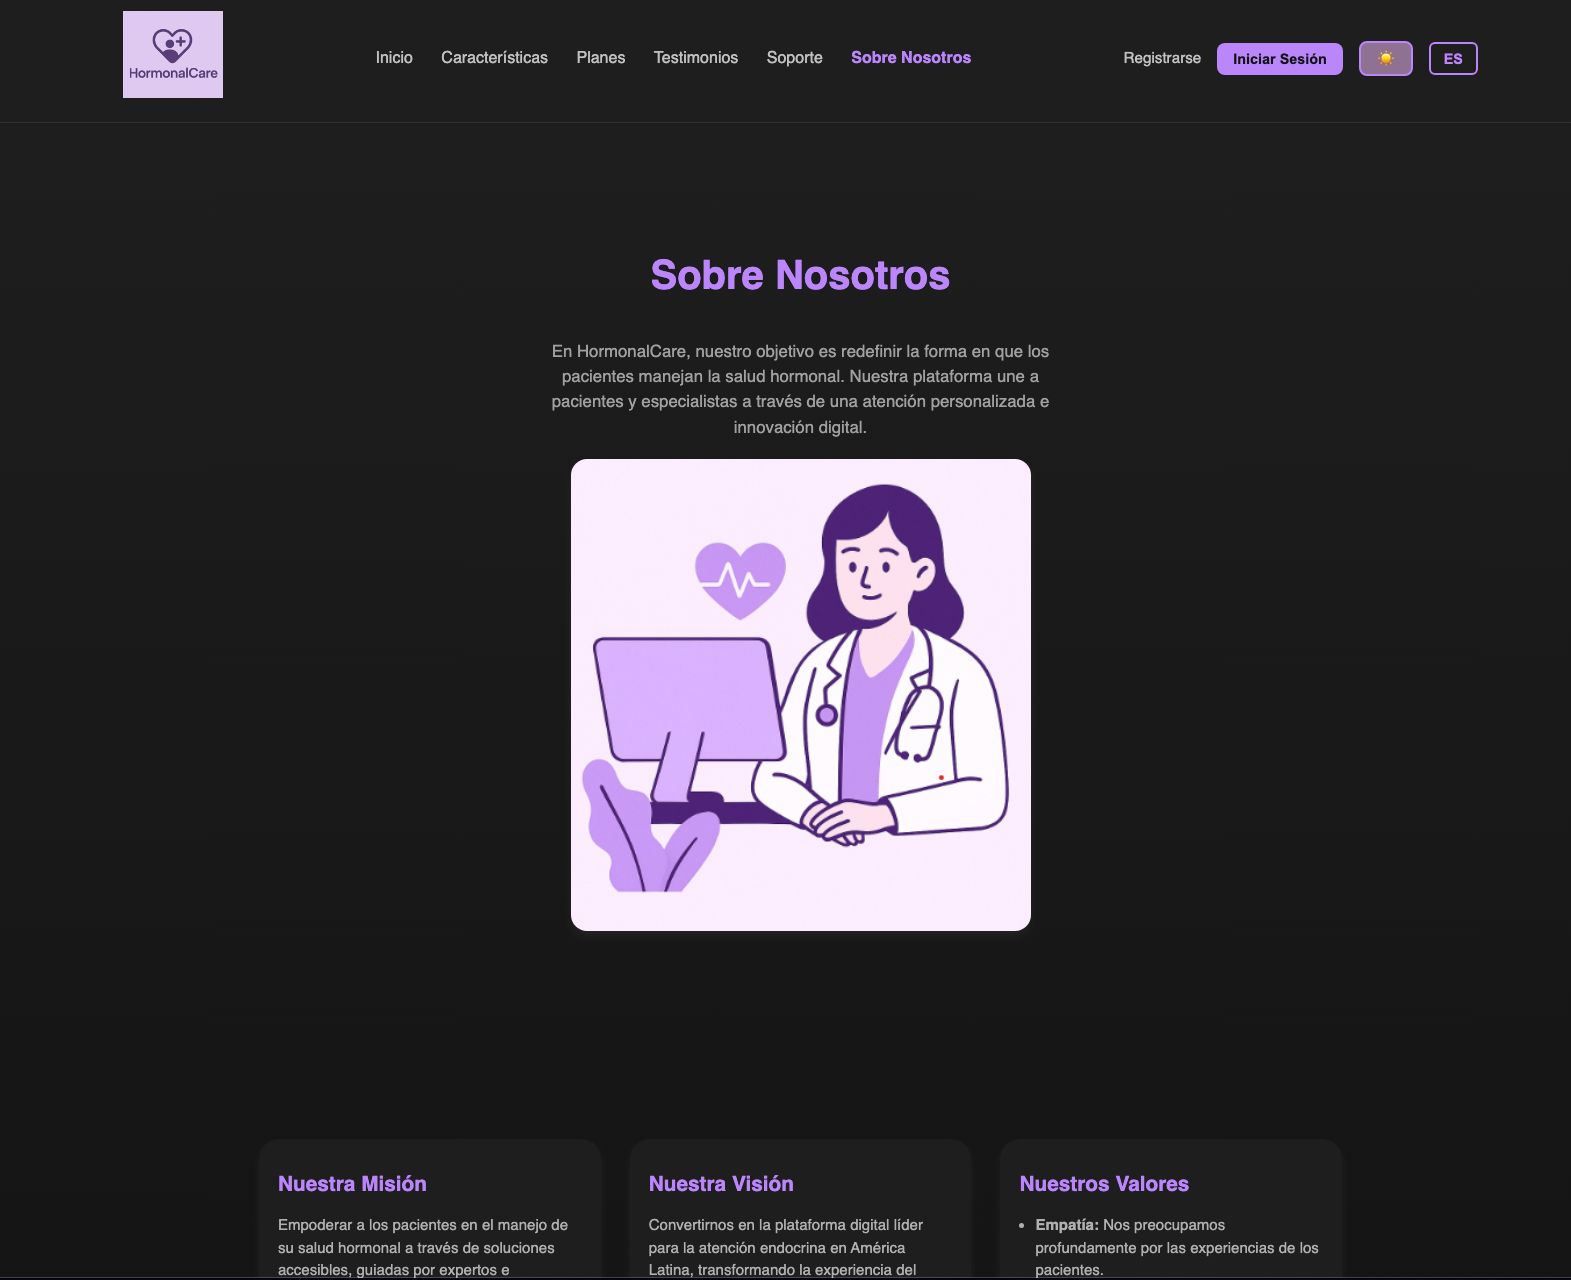 HormonalCare
Inicio Características Planes Testimonios Soporte Sobre Nosotros Registrarse Iniciar Sesión ES
Sobre Nosotros
En HormonalCare, nuestro objetivo es redefinir la forma en que los
pacientes manejan la salud hormonal. Nuestra plataforma une a
pacientes y especialistas a través de una atención personalizada e
innovación digital.
Nuestra Misión
Empoderar a los pacientes en el manejo de
su salud hormonal a través de soluciones
accesibles, guiadas por expertos e
Nuestra Visión
Convertirnos en la plataforma digital líder
para la atención endocrina en América
Latina, transformando la experiencia del
Nuestros Valores
• Empatía: Nos preocupamos
profundamente por las experiencias de los
pacientes.